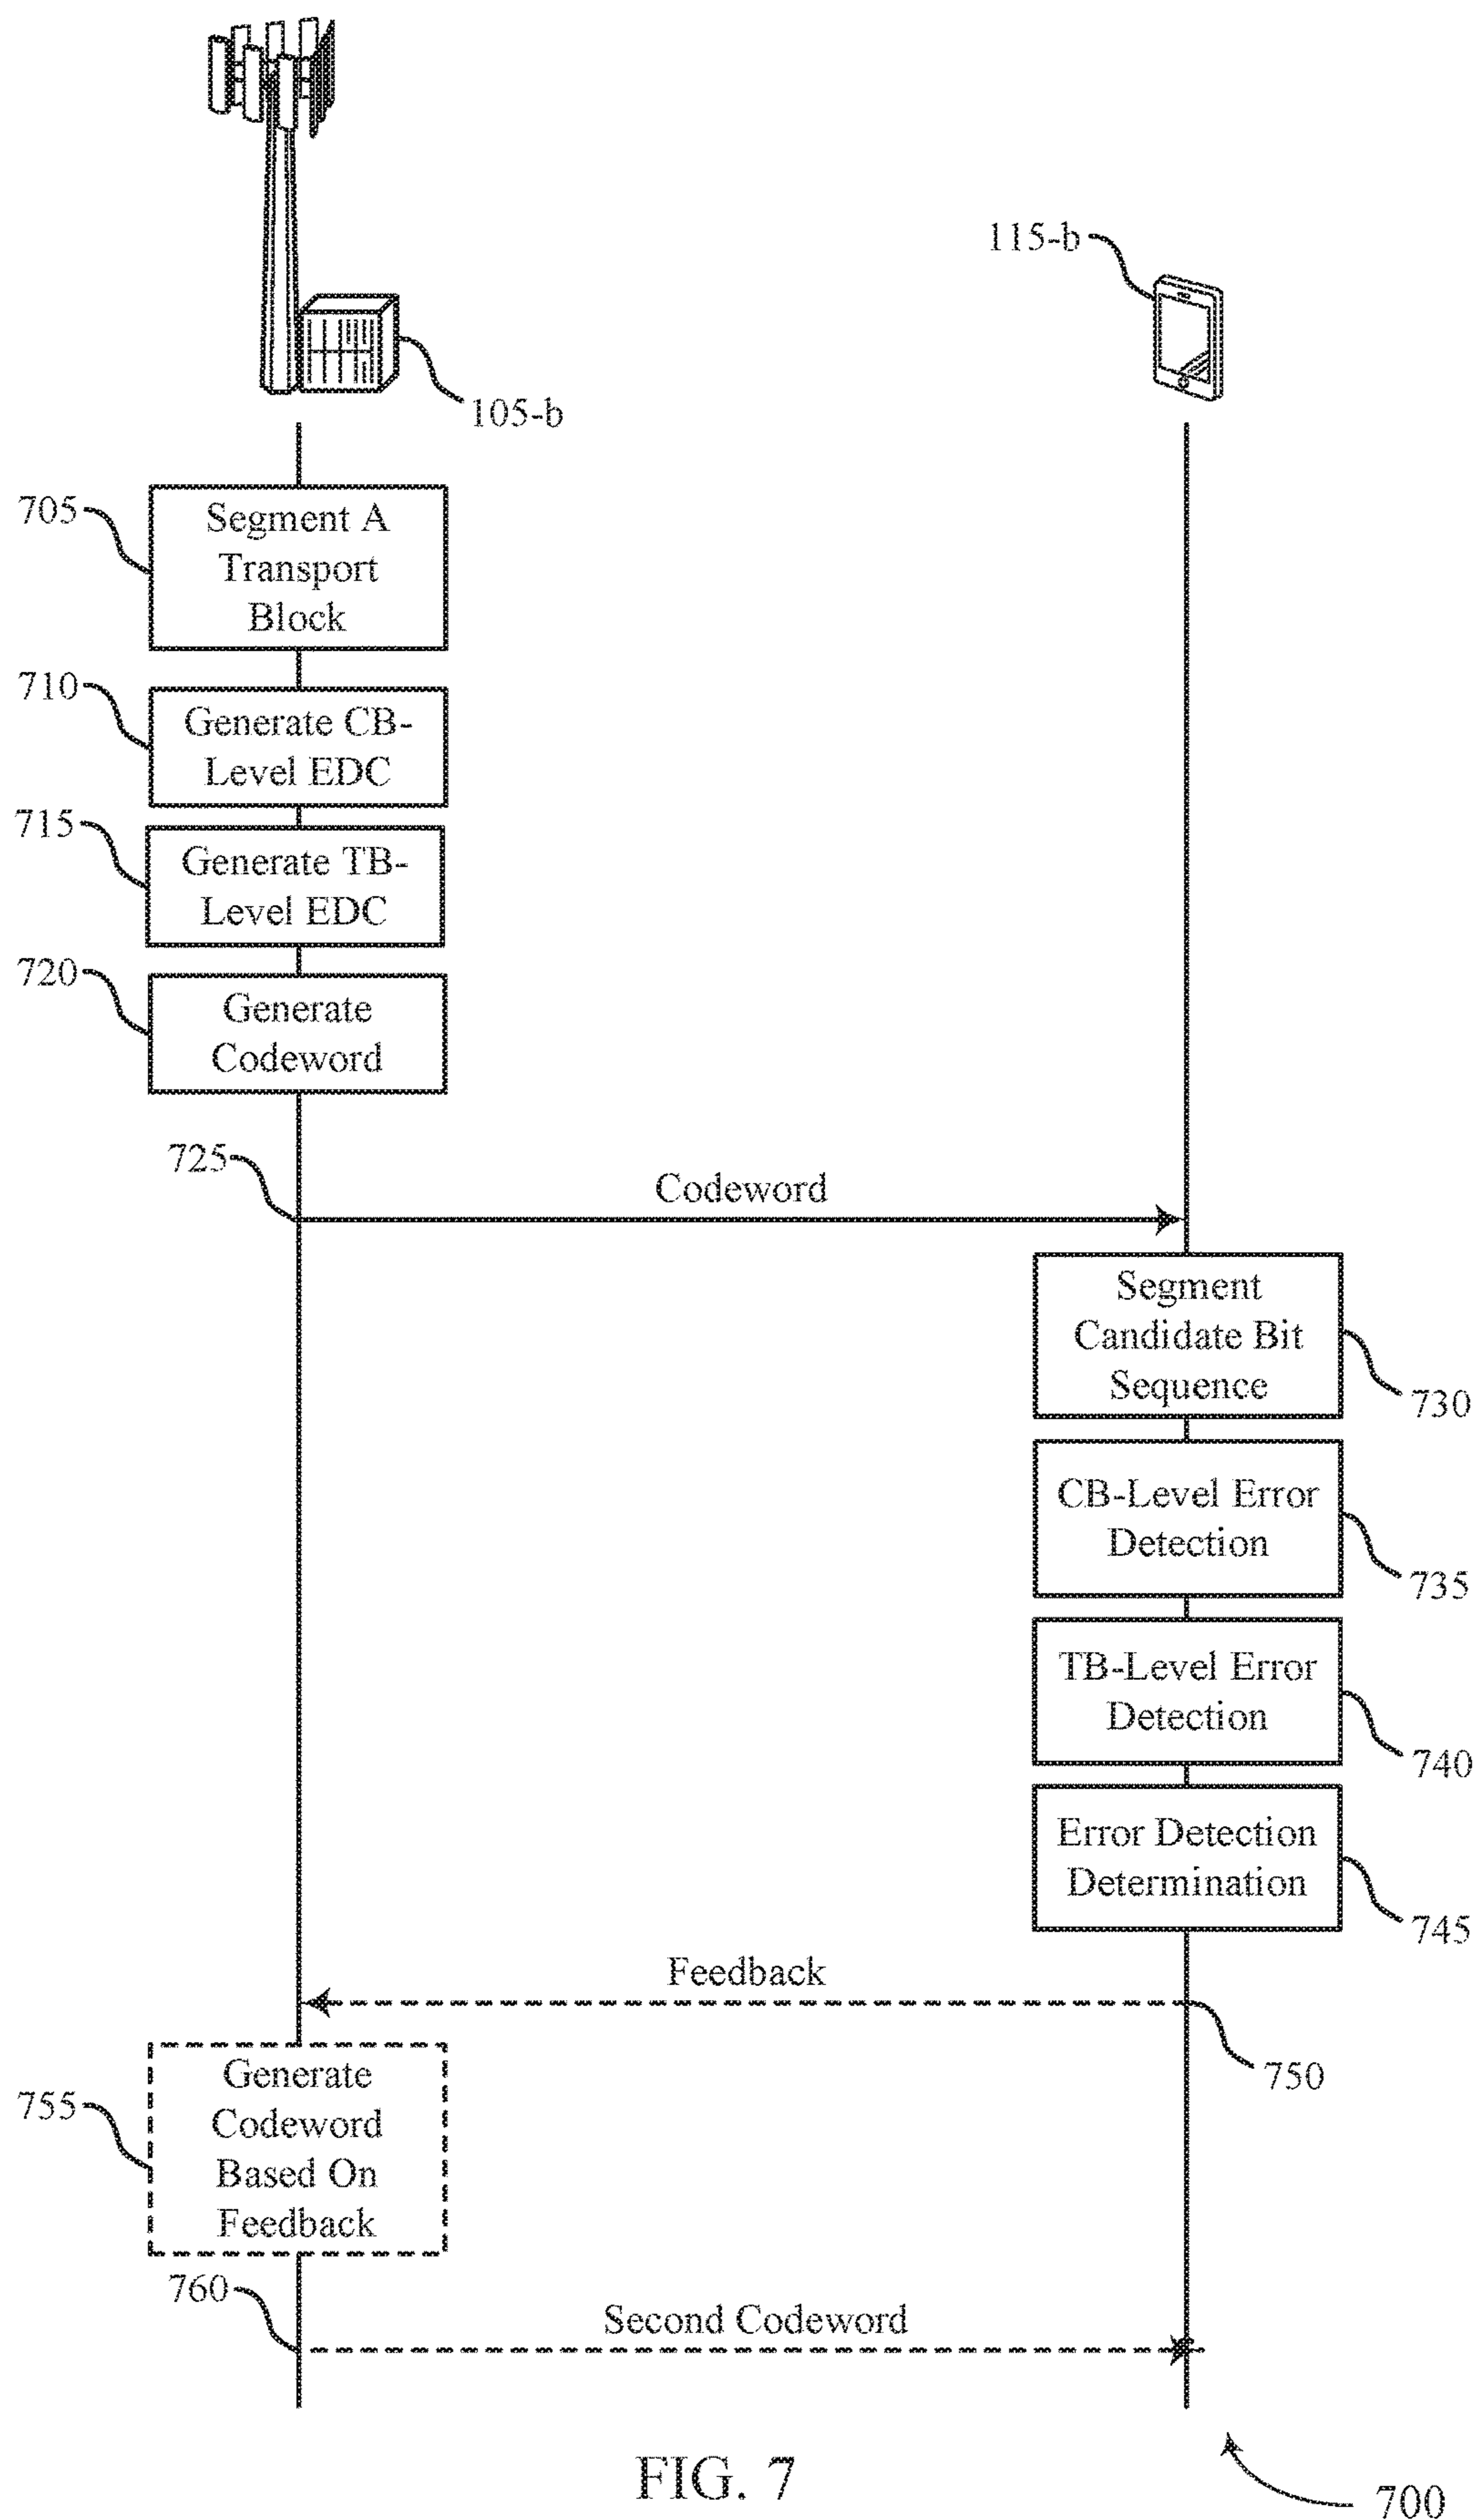 115-b
105-b
705
Segment A
Transport
Block
710
Generate CB-
Level EDC
715
Generate TB-
Level EDC
720
Generate
Codeword
725
Codeword
Segment
Candidate Bit
Sequence
730
CB-Level Error
Detection
735
TB-Level Error
Detection
740
Error Detection
Determination
745
Feedback
750
755
Generate
Codeword
Based On
Feedback
760
Second Codeword
FIG. 7
700